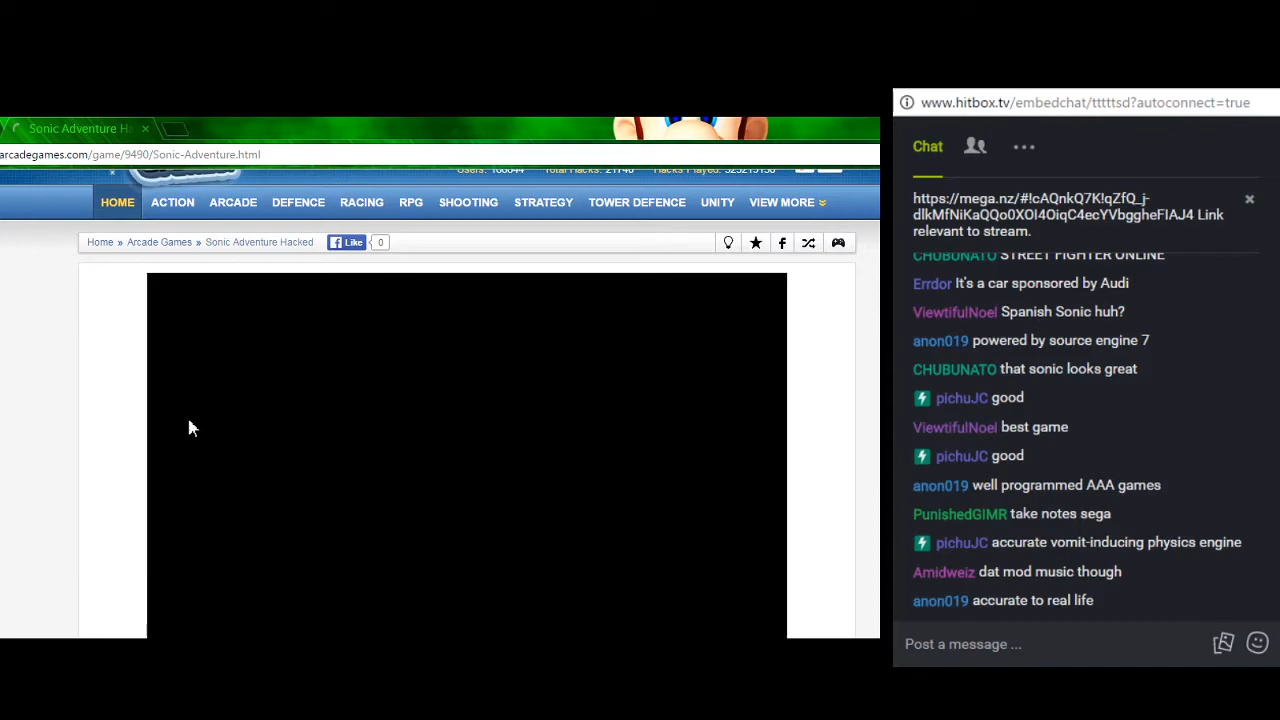 Sonic Adventure Ha
arcadegames.com/game/9490/Sonic-Adventure.html
HOME ACTION ARCADE DEFENCE RACING RPG SHOOTING STRATEGY TOWER DEFENCE UNITY VIEW MORE
Home » Arcade Games » Sonic Adventure Hacked Like 0
www.hitbox.tv/embedchat/tttttsd?autoconnect=true
Chat
https://mega.nz/#!cAQnkQ7K!qZfQ_j-
dlkMfNiKaQQo0XOI4OiqC4ecYVbggheFIAJ4 Link
relevant to stream.
CHUBUNATO STREET FIGHTER ONLINE
Errdor It's a car sponsored by Audi
ViewtifulNoel Spanish Sonic huh?
anon019 powered by source engine 7
CHUBUNATO that sonic looks great
pichuJC good
ViewtifulNoel best game
pichuJC good
anon019 well programmed AAA games
PunishedGIMR take notes sega
pichuJC accurate vomit-inducing physics engine
Amidweiz dat mod music though
anon019 accurate to real life
Post a message ...